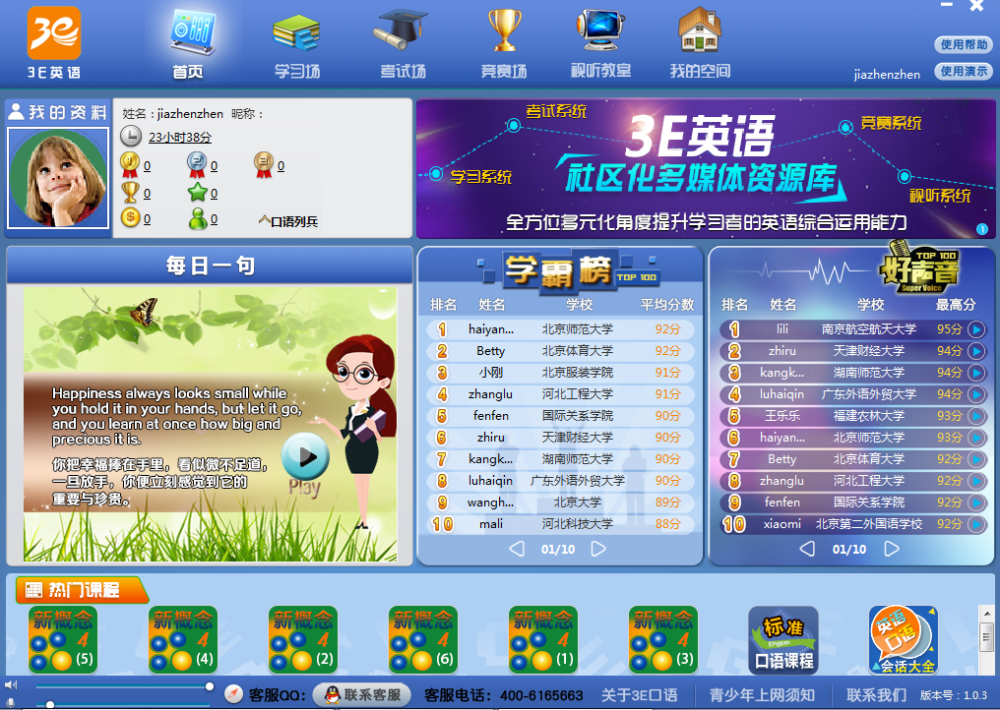 3E英语
首页
学习场
考试场
竞赛场
视听教室
我的空间
jiazhenzhen
使用帮助
使用演示
我的资料
姓名：jiazhenzhen 昵称：
23小时38分
0 0 0
0 0
0 0 口语列兵
考试系统
学习系统
3E英语
社区化多媒体资源库
竞赛系统
视听系统
全方位多元化角度提升学习者的英语综合运用能力
1
每日一句
Happiness always looks small while
you hold it in your hands, but let it go,
and you learn at once how big and
precious it is.
你把幸福捧在手里，看似微不足道，
一旦放手，你便立刻感觉到它的
重要与珍贵。
Play
学霸榜 TOP 100
排名 姓名 学校 平均分数
1 haiyan... 北京师范大学 92分
2 Betty 北京体育大学 92分
3 小刚 北京服装学院 91分
4 zhanglu 河北工程大学 91分
5 fenfen 国际关系学院 90分
6 zhiru 天津财经大学 90分
7 kangk... 湖南师范大学 90分
8 luhaiqin 广东外语外贸大学 90分
9 wangh... 北京大学 89分
10 mali 河北科技大学 88分
01/10
TOP 100
好声音
Super Voice
排名 姓名 学校 最高分
1 lili 南京航空航天大学 95分
2 zhiru 天津财经大学 94分
3 kangk... 湖南师范大学 94分
4 luhaiqin 广东外语外贸大学 94分
5 王乐乐 福建农林大学 93分
6 haiyan... 北京师范大学 93分
7 Betty 北京体育大学 92分
8 zhanglu 河北工程大学 92分
9 fenfen 国际关系学院 92分
10 xiaomi 北京第二外国语学校 92分
01/10
热门课程
新概念
4
(5)
新概念
4
(4)
新概念
4
(2)
新概念
4
(6)
新概念
4
(1)
新概念
4
(3)
标准
English
口语课程
英语
口语
会话大全
客服QQ： 联系客服 客服电话：400-6165663 关于3E口语 青少年上网须知 联系我们 版本号：1.0.3